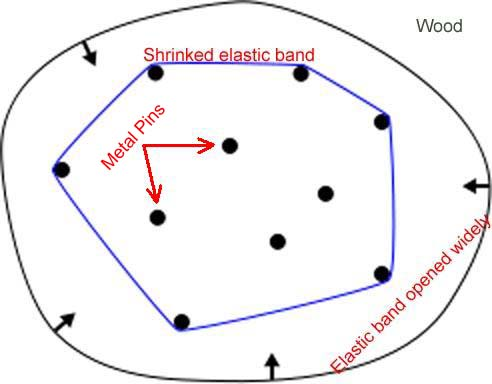 Wood
Shrinked elastic band
Metal Pins
Elastic band opened widely